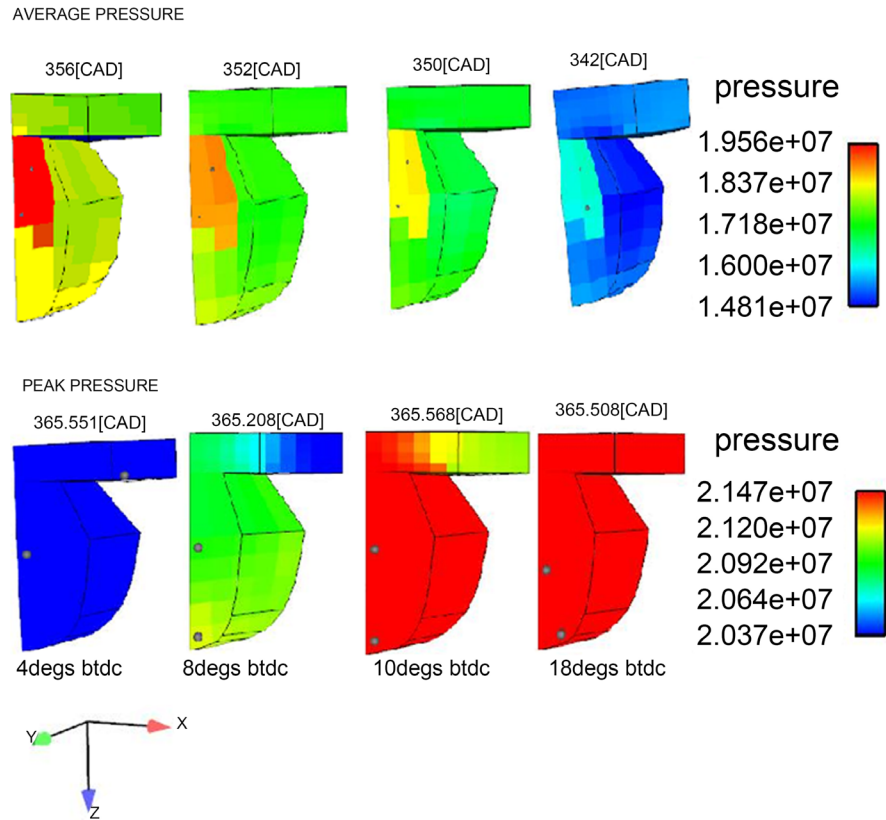 AVERAGE PRESSURE
356[CAD]
352[CAD]
350[CAD]
342[CAD]
pressure
1.956e+07
1.837e+07
1.718e+07
1.600e+07
1.481e+07
PEAK PRESSURE
365.551[CAD]
365.208[CAD]
365.568[CAD]
365.508[CAD]
pressure
2.147e+07
2.120e+07
2.092e+07
2.064e+07
2.037e+07
4degs btdc
8degs btdc
10degs btdc
18degs btdc
X
Y
Z